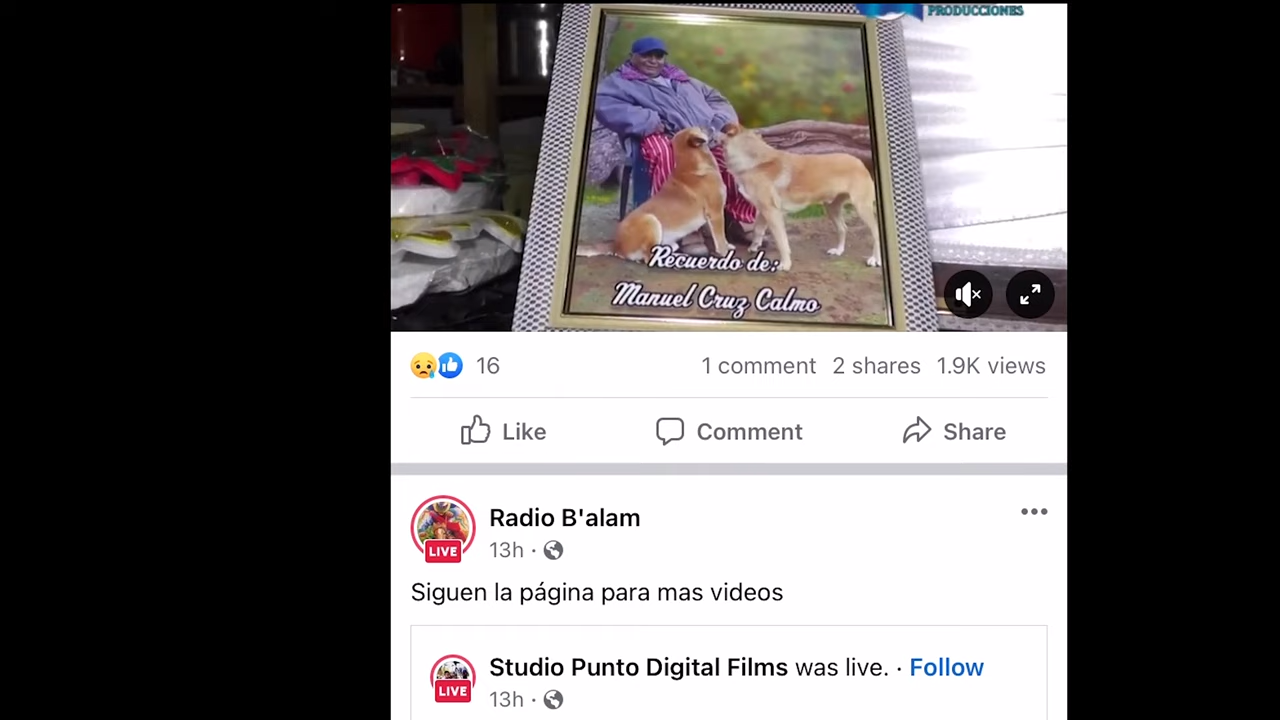 PRODUCCIONES
Recuerdo de:
Manuel Cruz Calmo
16
1 comment 2 shares 1.9K views
Like Comment Share
Radio B'alam
LIVE
13h ·
Siguen la página para mas videos
Studio Punto Digital Films was live. · Follow
LIVE
13h ·